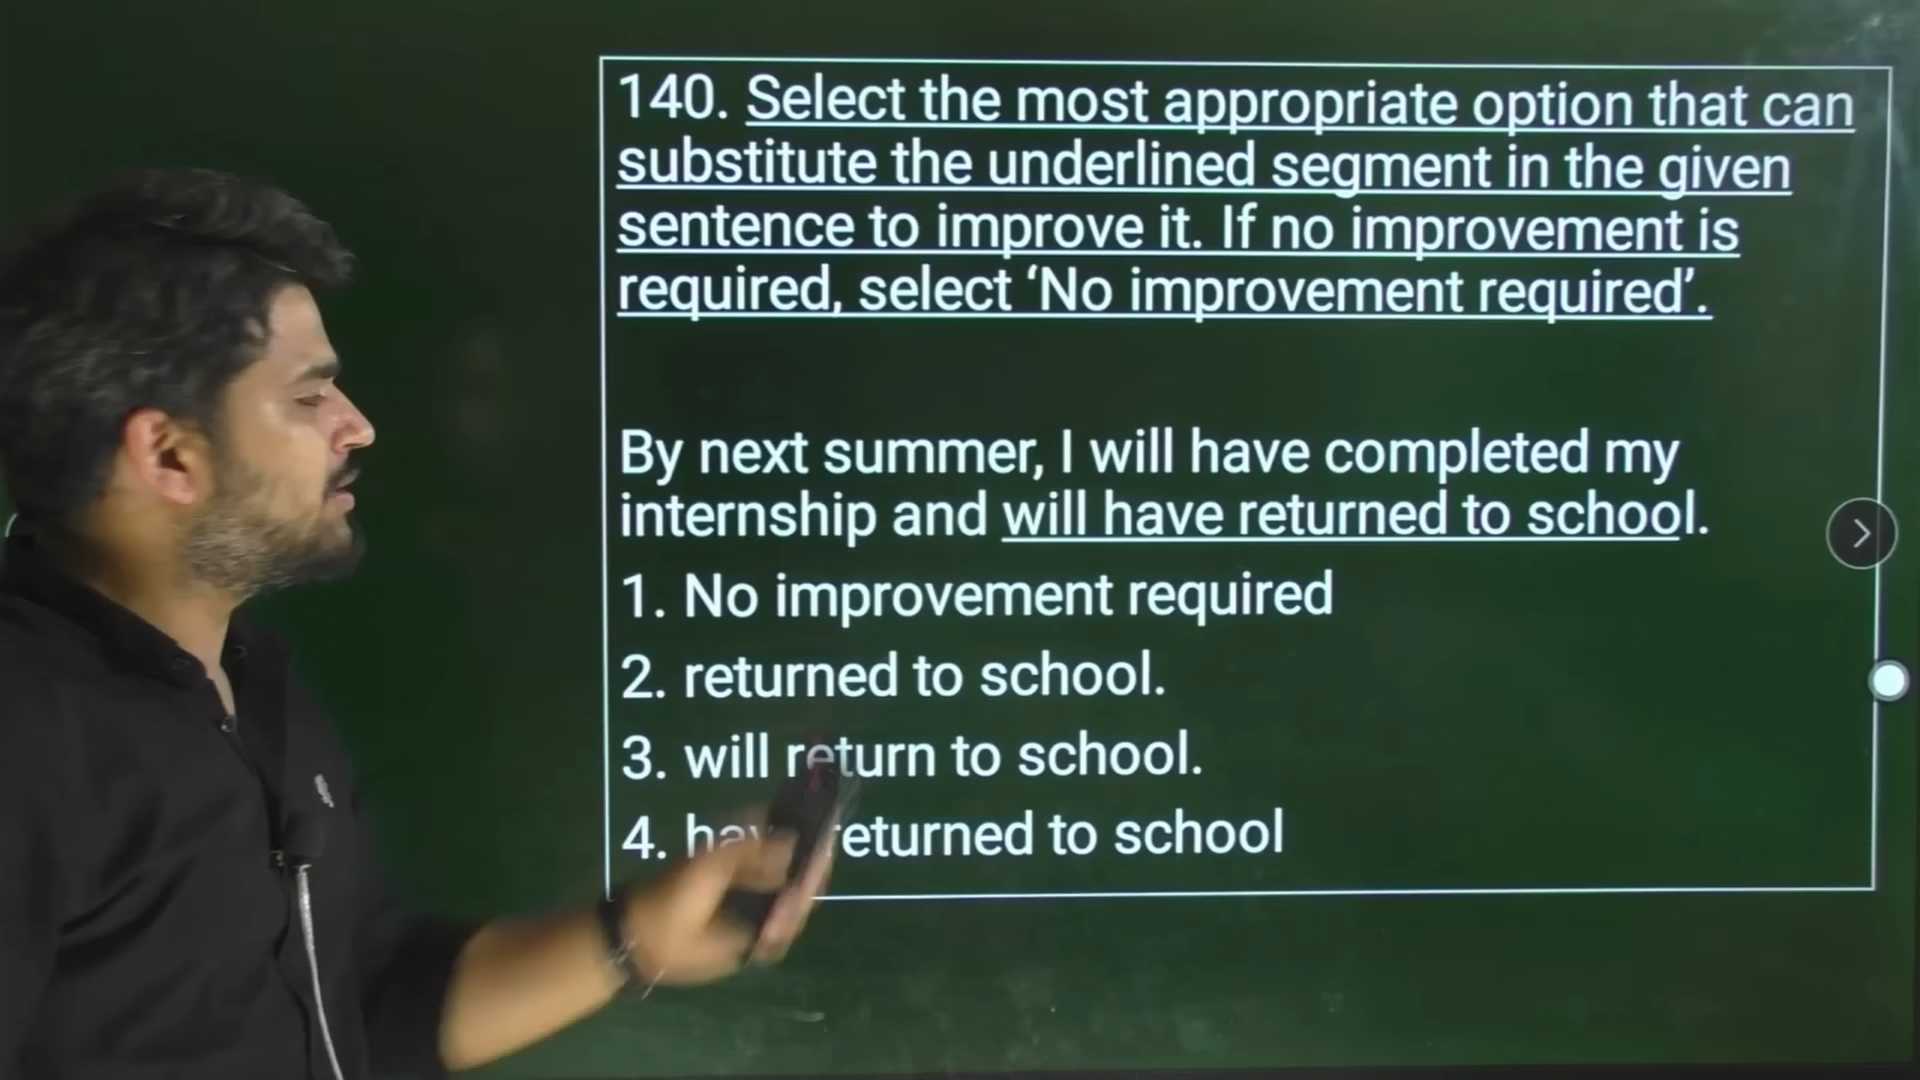 140. Select the most appropriate option that can
substitute the underlined segment in the given
sentence to improve it. If no improvement is
required, select ‘No improvement required’.
By next summer, I will have completed my
internship and will have returned to school.
1. No improvement required
2. returned to school.
3. will return to school.
4. have returned to school